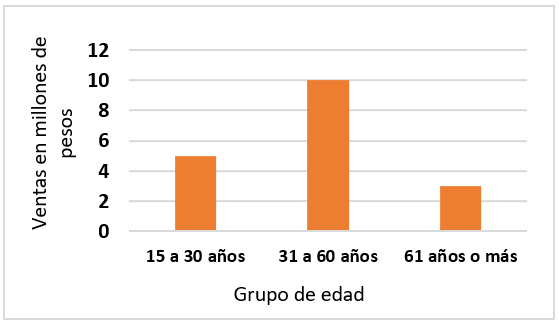 Ventas en millones de
pesos
12
10
8
6
4
2
0
15 a 30 años
31 a 60 años
61 años o más
Grupo de edad